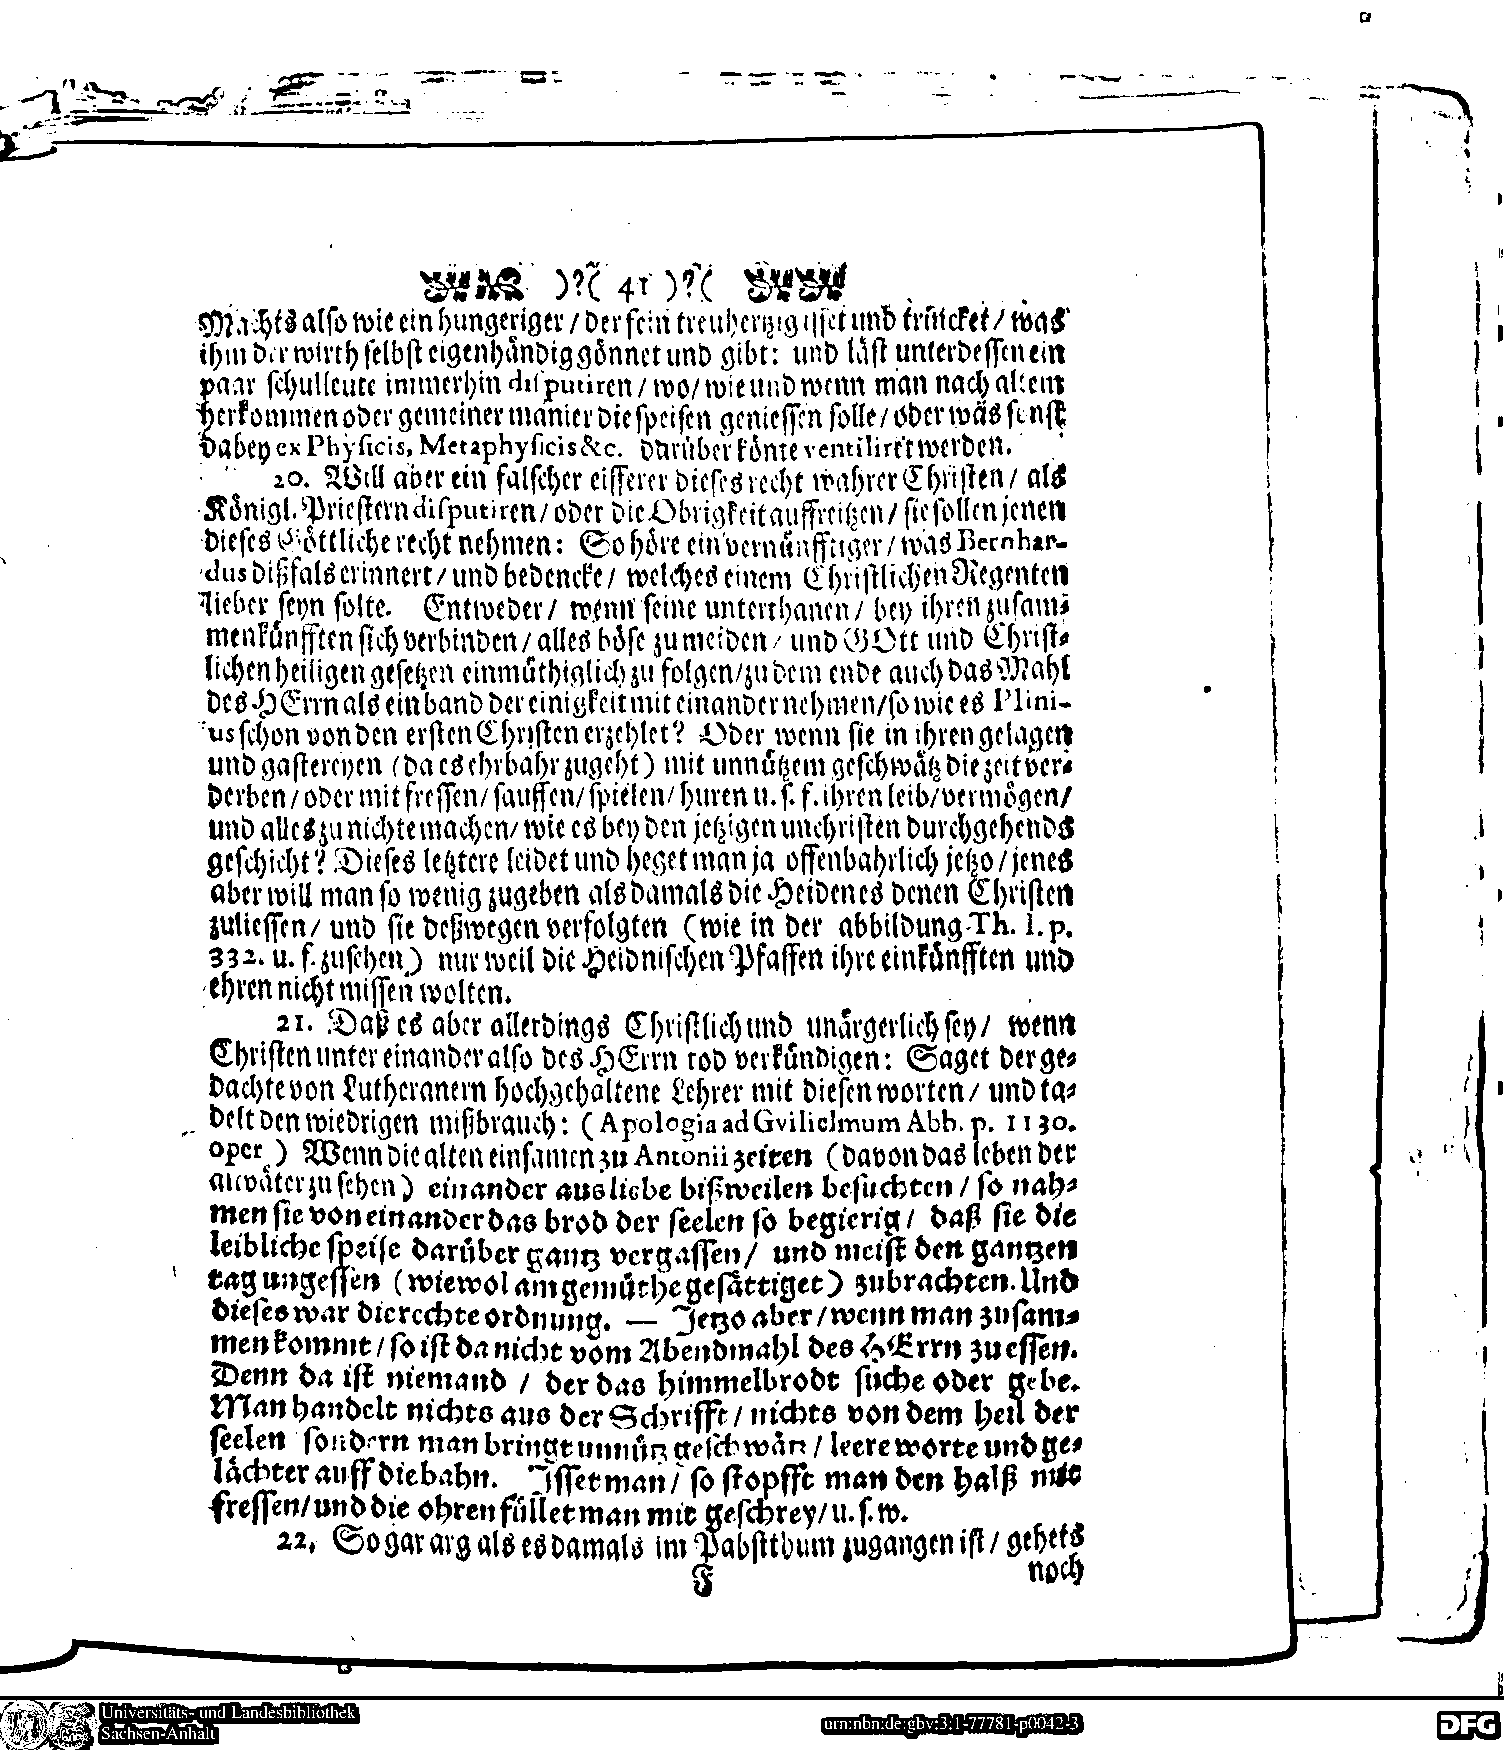 )?( 41 )?(
Machts also wie ein hungeriger / der sein treuhertzig isset und trincket / was
ihm der wirth selbst eigenhändig gönnet und gibt: und läst unterdessen ein
paar schulleute immerhin disputiren / wo / wie und wenn man nach altem
herkommen oder gemeiner manier die speisen geniessen solle / oder was sonst
dabey ex Physicis, Metaphysicis &c. darüber könte ventiliret werden.
20. Will aber ein falscher eifferer dieses recht wahrer Christen / als
Königl. Priestern disputiren / oder die Obrigkeit auffreitzen / sie sollen jenen
dieses Göttliche recht nehmen: So höre ein vernünfftiger / was Bernhar-
dus dißfals erinnert / und bedencke / welches einem Christlichen Regenten
lieber seyn solte. Entweder / wenn seine unterthanen / bey ihren zusam-
menkünfften sich verbinden / alles böse zu meiden / und GOtt und Christ-
lichen heiligen gesetzen einmüthiglich zu folgen / zu dem ende auch das Mahl
des HErrn als ein band der einigkeit mit einander nehmen / so wie es Plini-
us schon von den ersten Christen erzehlet? Oder wenn sie in ihren gelagen
und gastereyen (da es ehrbahr zugeht) mit unnützem geschwätz die zeit ver-
derben / oder mit fressen / sauffen / spielen / huren u. s. f. ihren leib / vermögen /
und alles zu nichte machen / wie es bey den jetzigen unchristen durchgehends
geschicht? Dieses letztere leidet und heget man ja offenbahrlich jetzo / jenes
aber will man so wenig zugeben als damals die Heiden es denen Christen
zuliessen / und sie deßwegen verfolgten (wie in der abbildung Th. I. p.
332. u. f. zusehen) nur weil die Heidnischen Pfaffen ihre einkünfften und
ehren nicht missen wolten.
21. Daß es aber allerdings Christlich und unärgerlich sey / wenn
Christen unter einander also des HErrn tod verkündigen: Saget der ge-
dachte von Lutheranern hochgehaltene Lehrer mit diesen worten / und ta-
delt den wiedrigen mißbrauch: (Apologia ad Gvilielmum Abb. p. 1130.
oper.) Wenn die alten einsamen zu Antonii zeiten (davon das leben der
altväter zu sehen) einander aus liebe bißweilen besuchten / so nah-
men sie von einander das brod der seelen so begierig / daß sie die
leibliche speise darüber gantz vergassen / und meist den gantzen
tag ungessen (wiewol am gemüthe gesättiget) zubrachten. Und
dieses war die rechte ordnung. — Jetzo aber / wenn man zusam-
men kommt / so ist da nicht vom Abendmahl des HErrn zu essen.
Denn da ist niemand / der das himmelbrodt suche oder gebe.
Man handelt nichts aus der Schrifft / nichts von dem heil der
seelen sondern man bringt unnütz geschwätz / leere worte und ge-
lächter auff die bahn. Isset man / so stopfft man den halß mit
fressen / und die ohren füllet man mit geschrey / u. s. w.
22. So gar arg als es damals im Pabstthum zugangen ist / gehets
F
noch
Universitäts- und Landesbibliothek
Sachsen-Anhalt
urn:nbn:de:gbv:3:1-77781-p0042-3
DFG